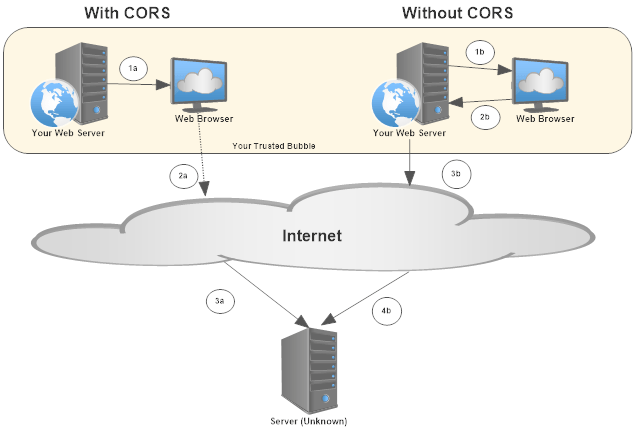 With CORS
Without CORS
1a
1b
2b
Your Web Server
Web Browser
Your Web Server
Web Browser
Your Trusted Bubble
2a
3b
Internet
3a
4b
Server (Unknown)